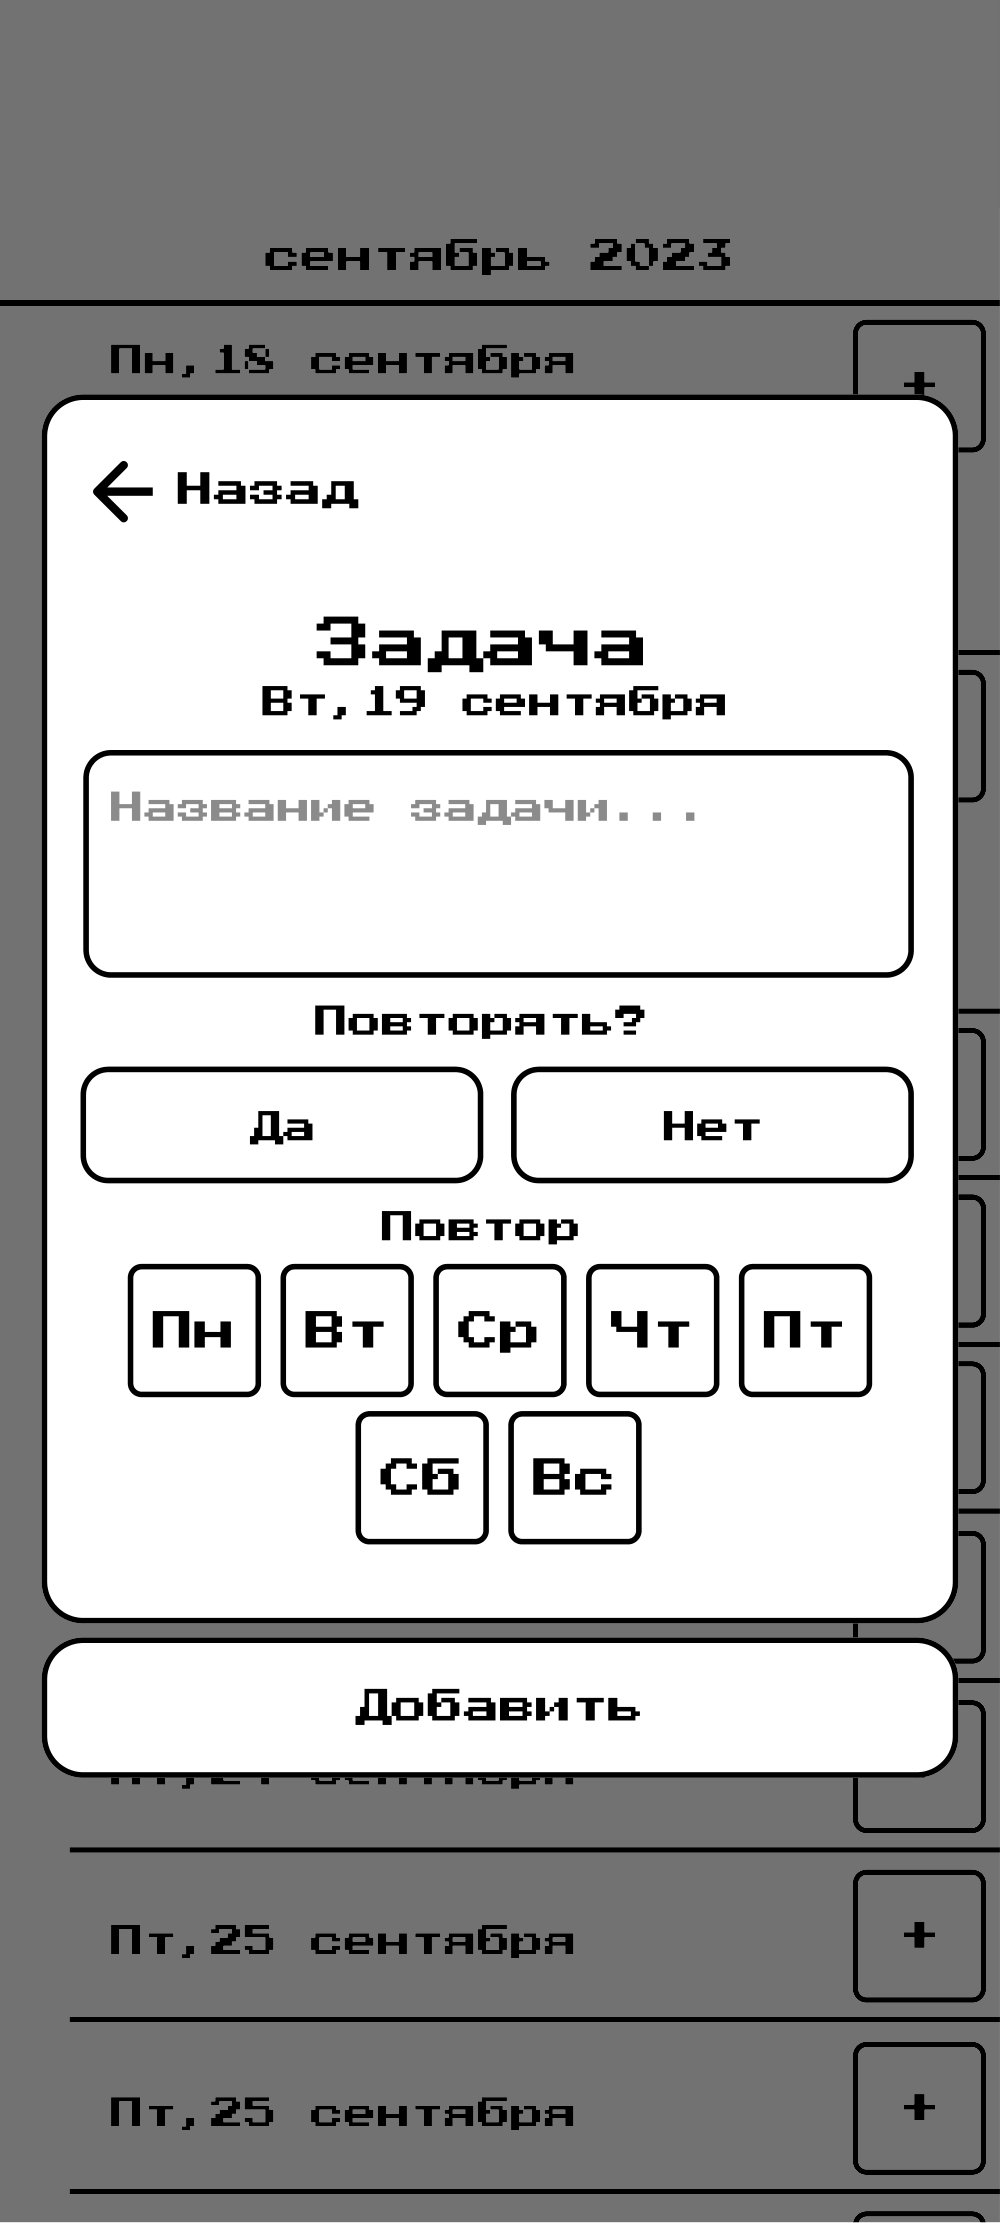 сентябрь 2023
Пн,18 сентября
+
Назад
Задача
Вт,19 сентября
Название задачи...
Повторять?
Да Нет
Повтор
Пн Вт Ср Чт Пт
Сб Вс
Добавить
Пт,25 сентября +
Пт,25 сентября +